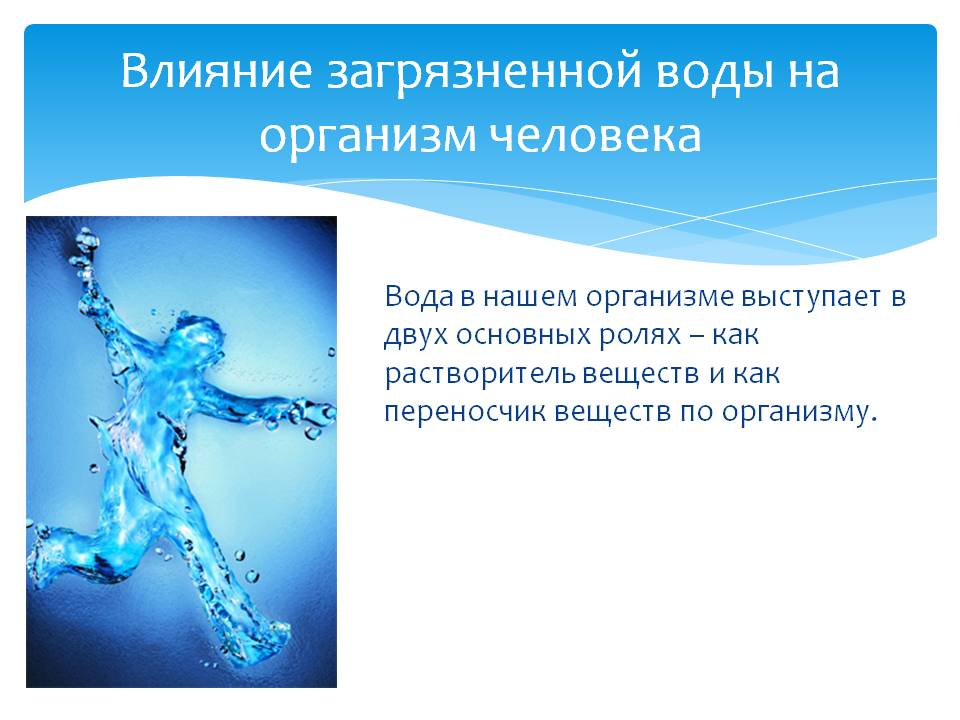 Влияние загрязненной воды на
организм человека
Вода в нашем организме выступает в
двух основных ролях – как
растворитель веществ и как
переносчик веществ по организму.